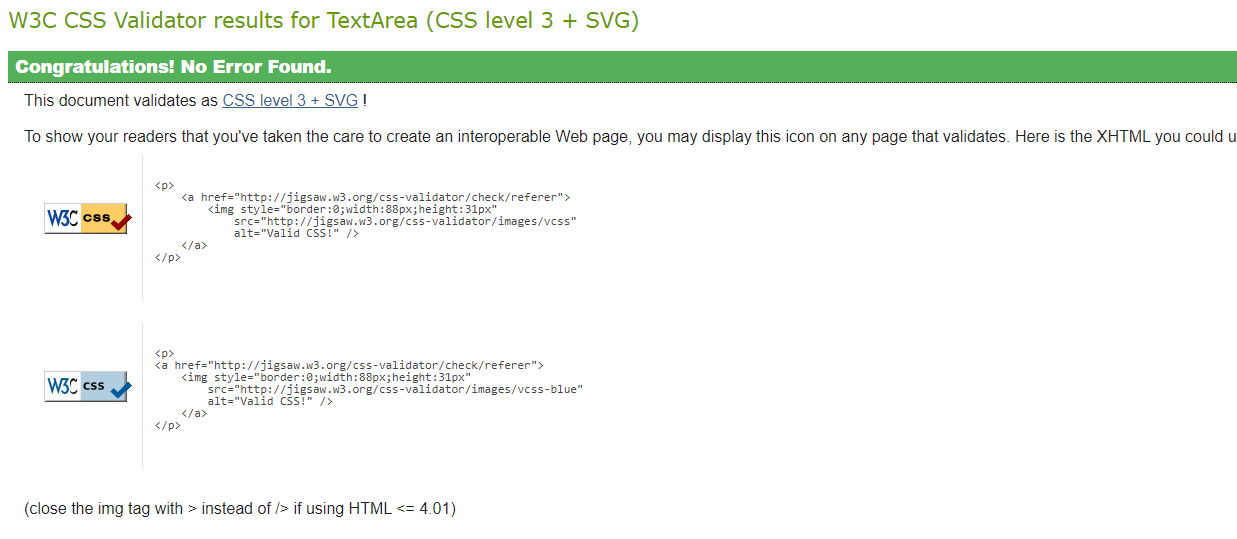 W3C CSS Validator results for TextArea (CSS level 3 + SVG)
Congratulations! No Error Found.
This document validates as CSS level 3 + SVG !
To show your readers that you've taken the care to create an interoperable Web page, you may display this icon on any page that validates. Here is the XHTML you could u
W3C css
<p>
    <a href="http://jigsaw.w3.org/css-validator/check/referer">
        <img style="border:0;width:88px;height:31px"
            src="http://jigsaw.w3.org/css-validator/images/vcss"
            alt="Valid CSS!" />
    </a>
</p>
W3C css
<p>
<a href="http://jigsaw.w3.org/css-validator/check/referer">
    <img style="border:0;width:88px;height:31px"
        src="http://jigsaw.w3.org/css-validator/images/vcss-blue"
        alt="Valid CSS!" />
    </a>
</p>
(close the img tag with > instead of /> if using HTML <= 4.01)